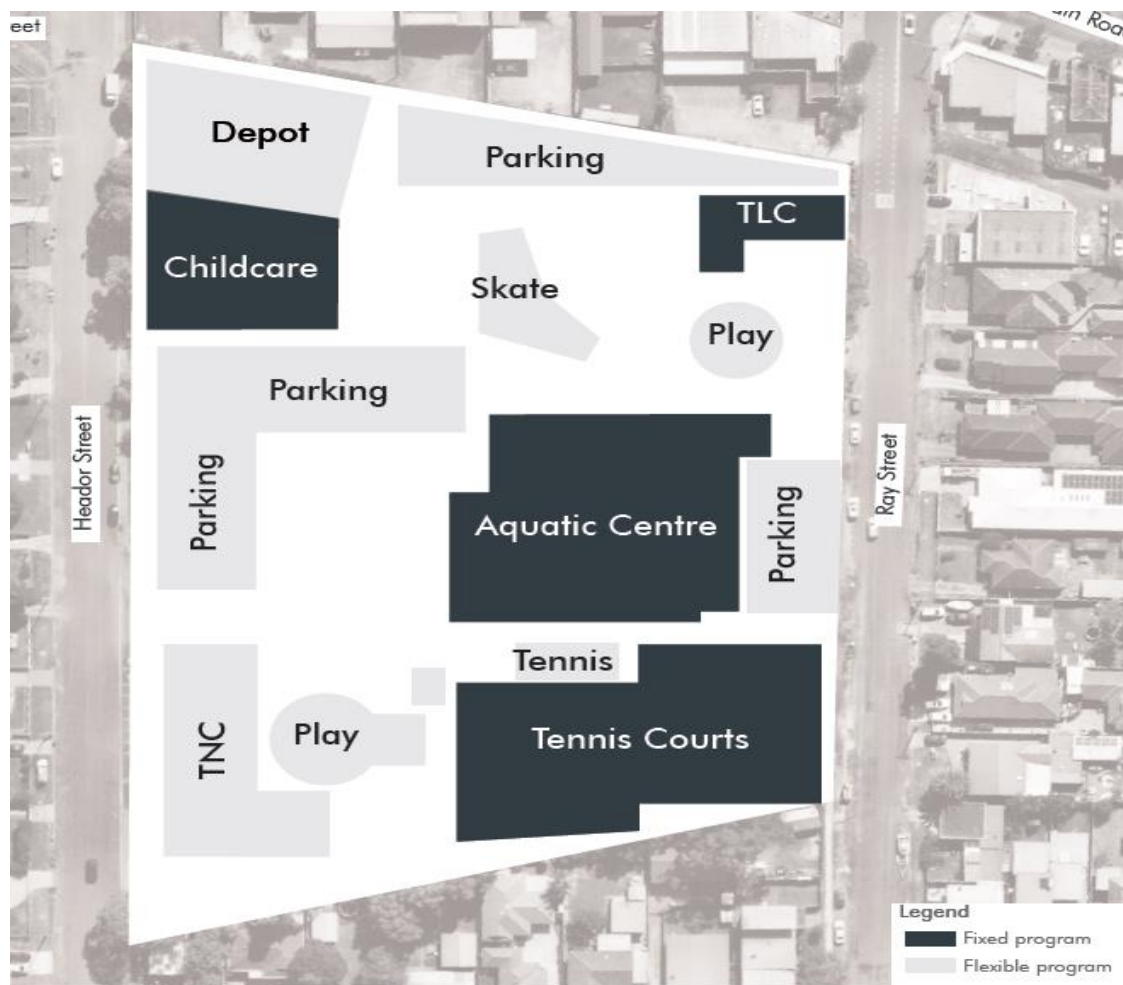 eet
ain Road
Depot
Parking
TLC
Childcare
Skate
Play
Parking
Parking
Heador Street
Ray Street
Aquatic Centre
Parking
Tennis
TNC
Play
Tennis Courts
Legend
Fixed program
Flexible program